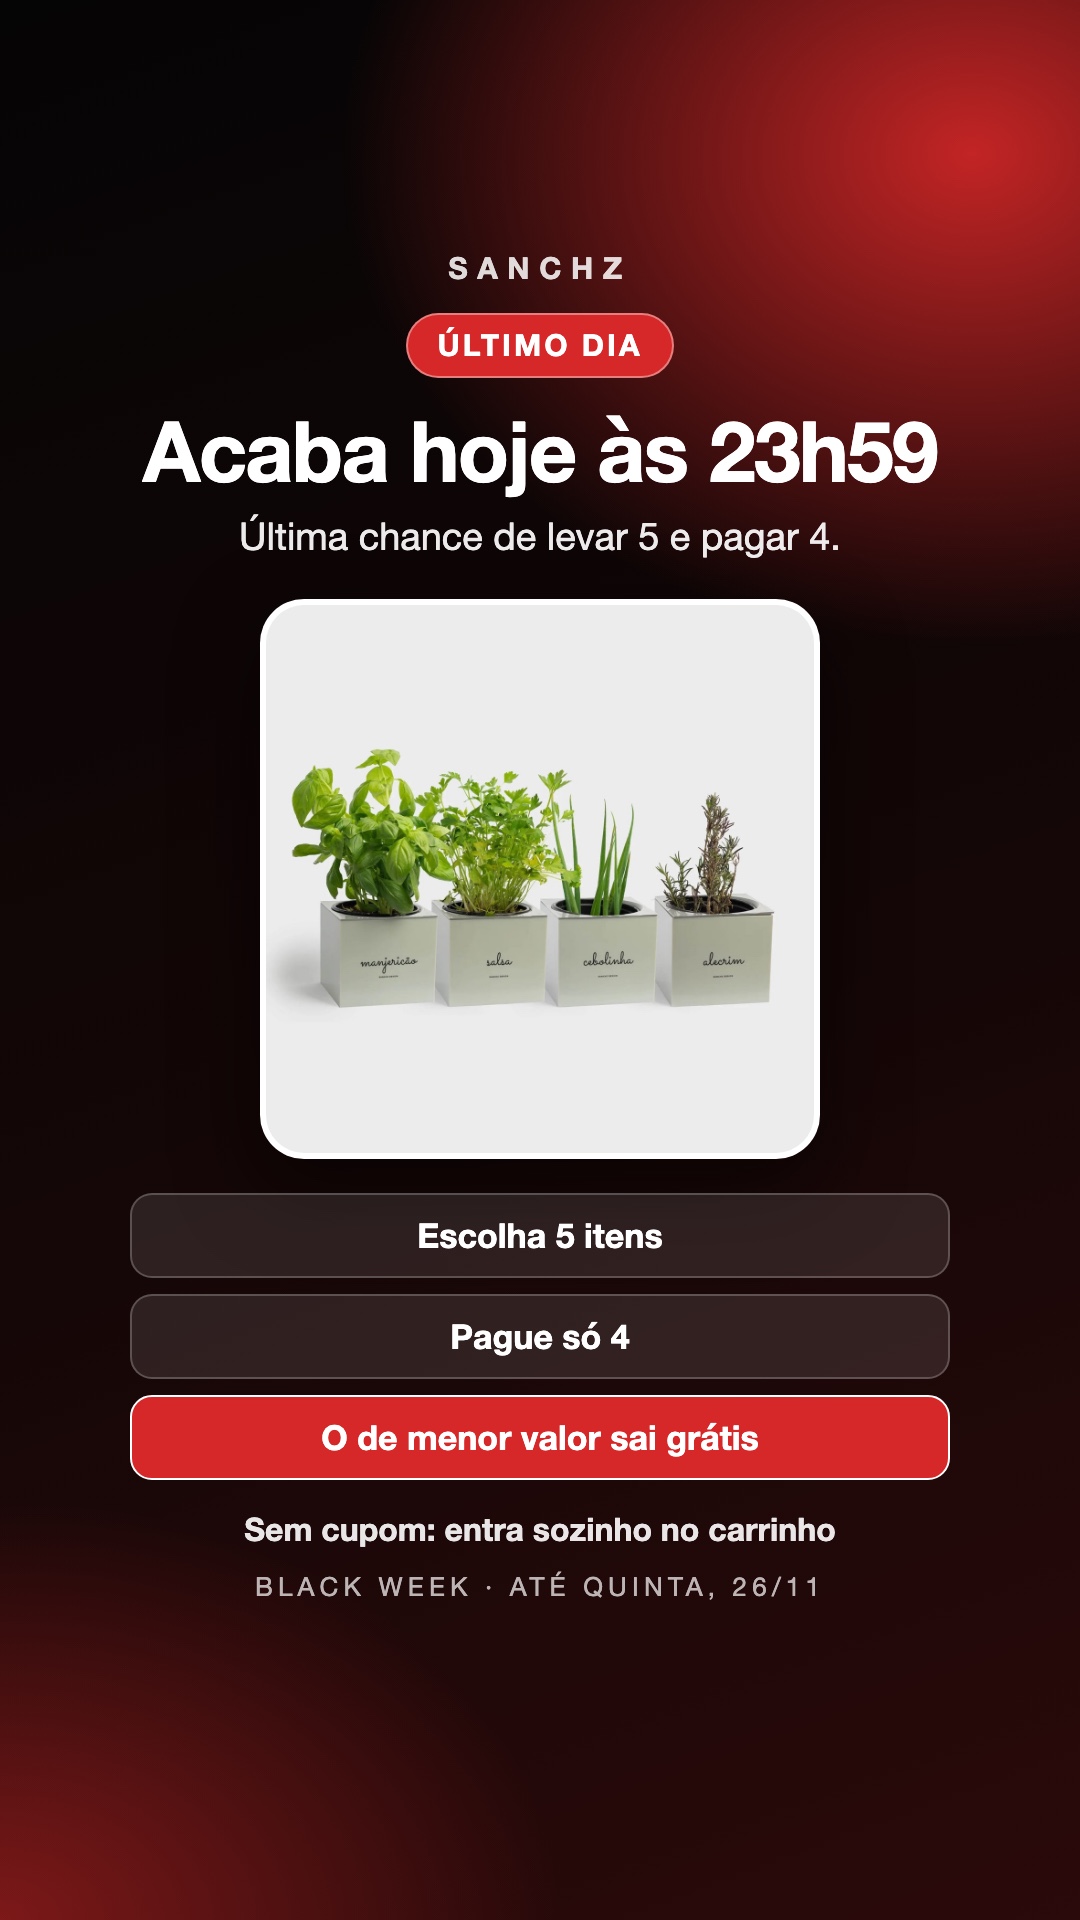 SANCHZ
ÚLTIMO DIA
Acaba hoje às 23h59
Última chance de levar 5 e pagar 4.
manjericão
salsa
cebolinha
alecrim
Escolha 5 itens
Pague só 4
O de menor valor sai grátis
Sem cupom: entra sozinho no carrinho
BLACK WEEK · ATÉ QUINTA, 26/11